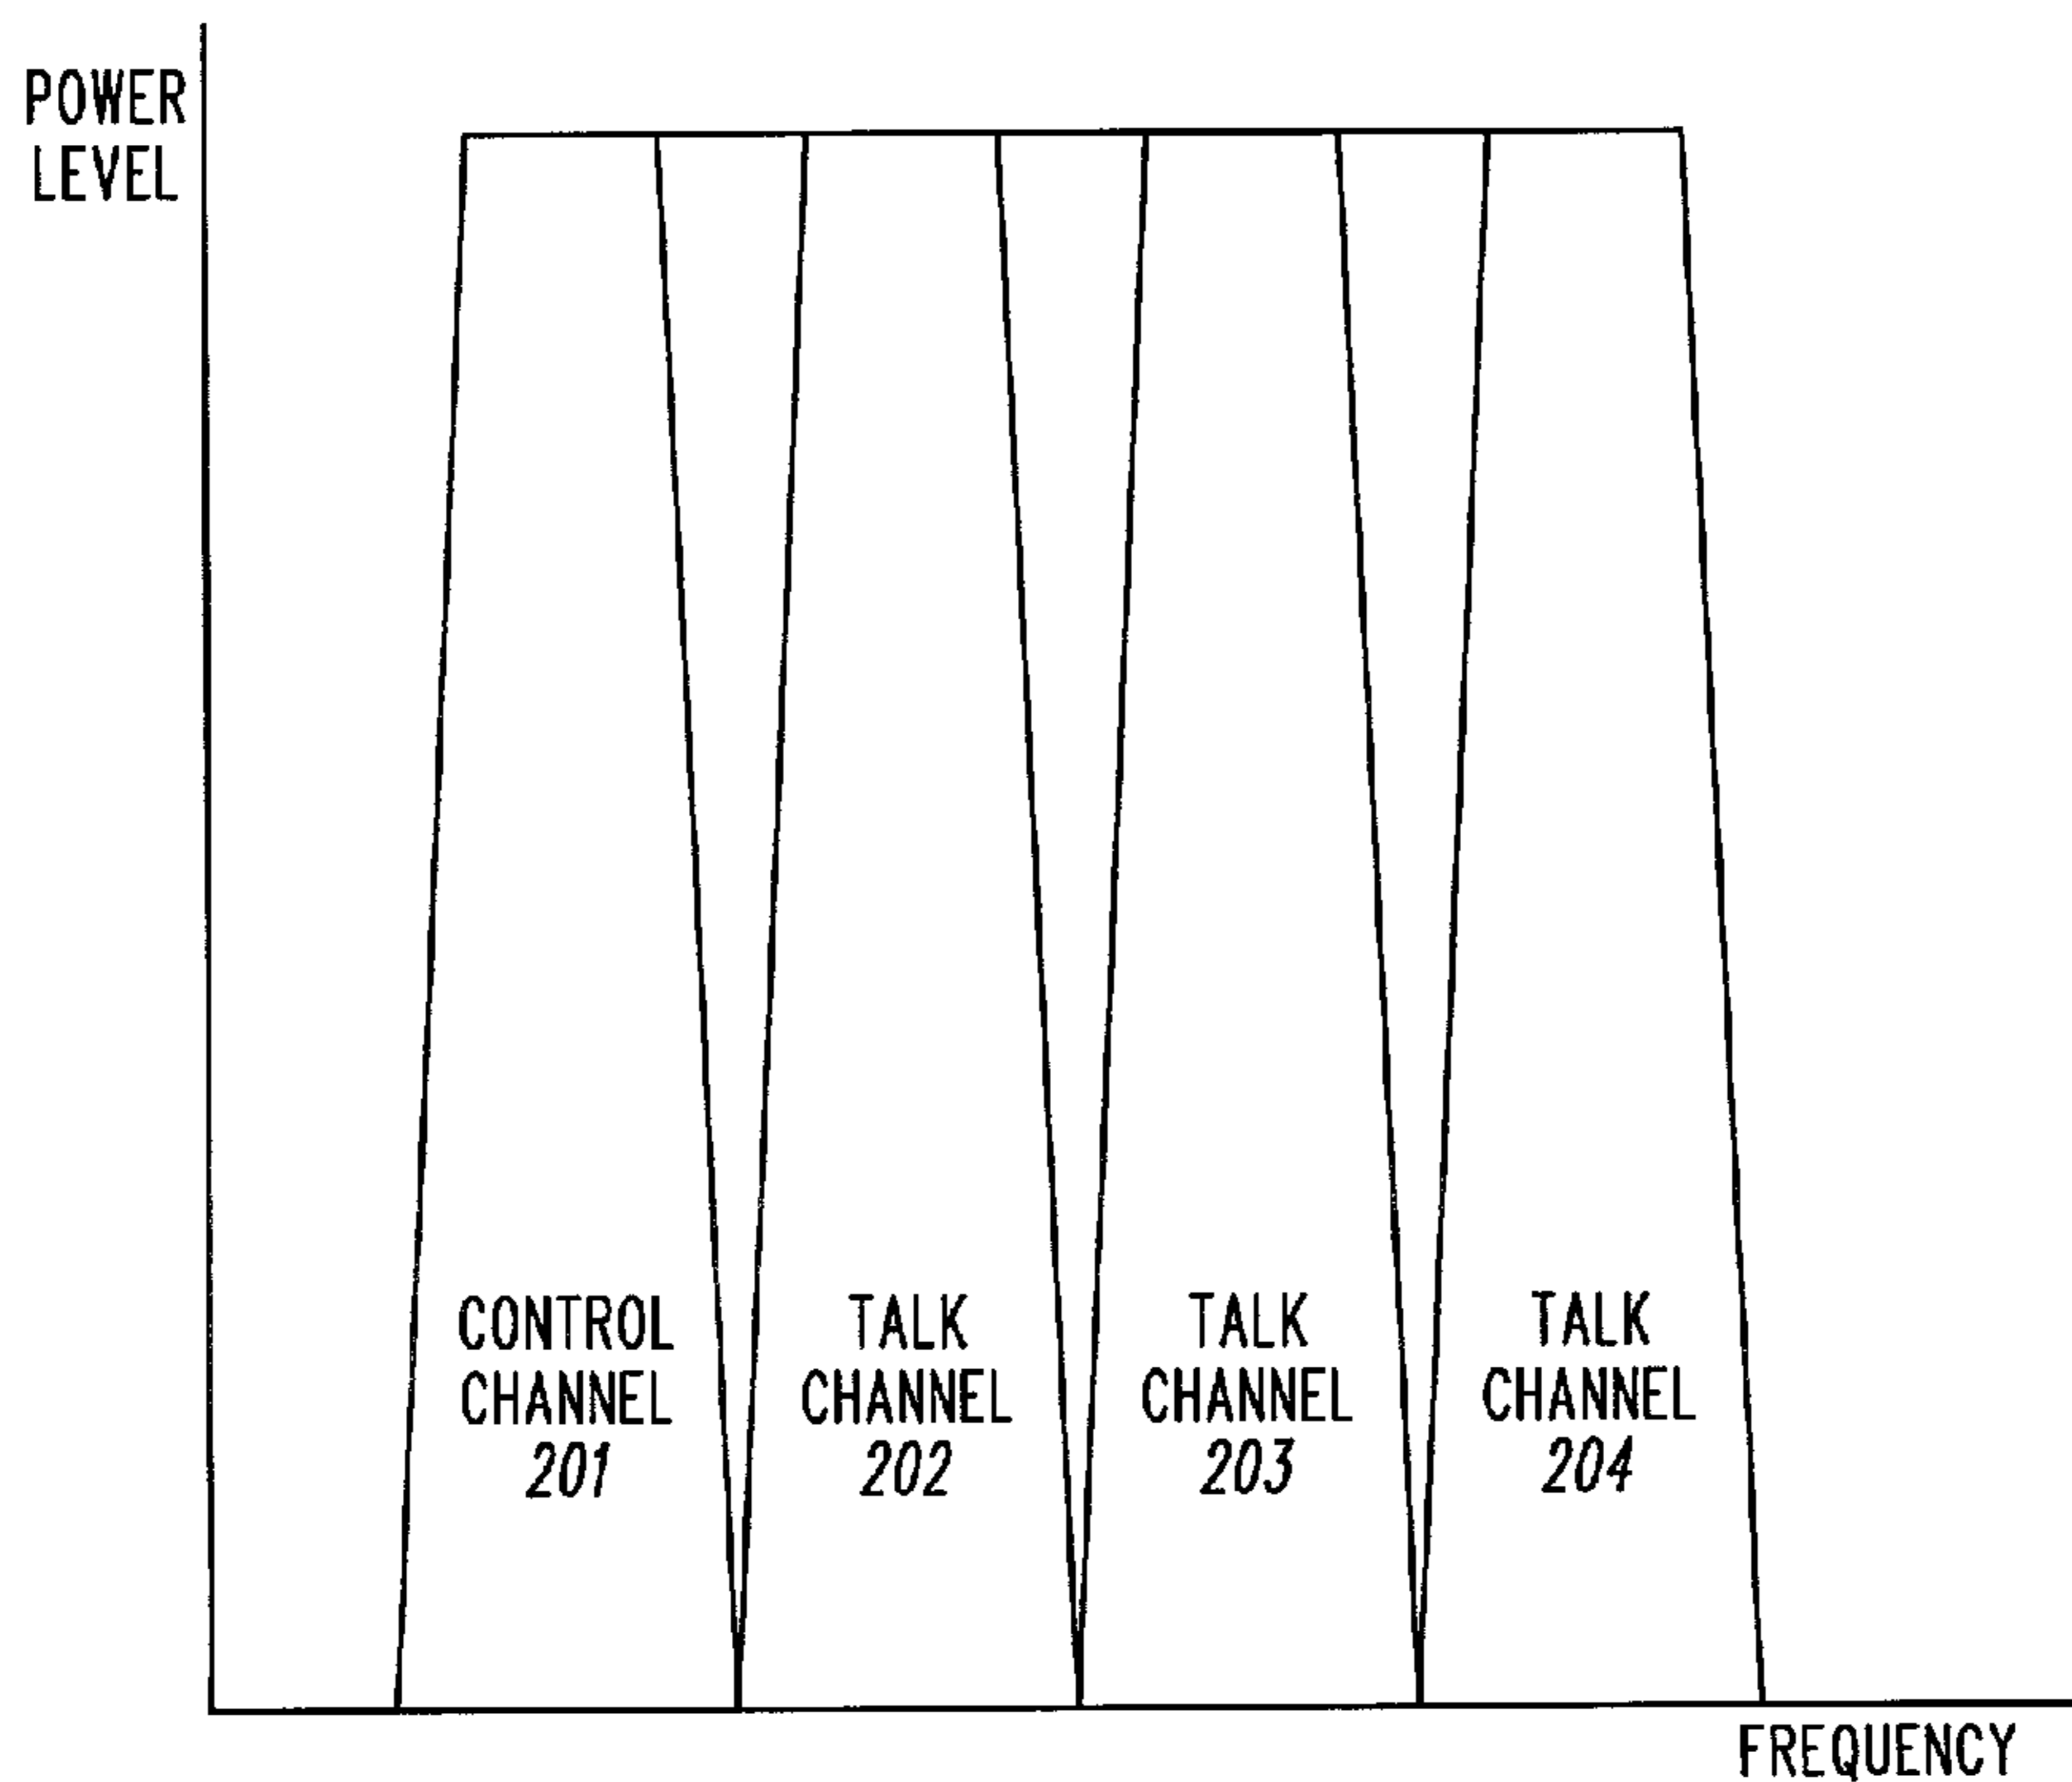 POWER
LEVEL
CONTROL
CHANNEL
201
TALK
CHANNEL
202
TALK
CHANNEL
203
TALK
CHANNEL
204
FREQUENCY